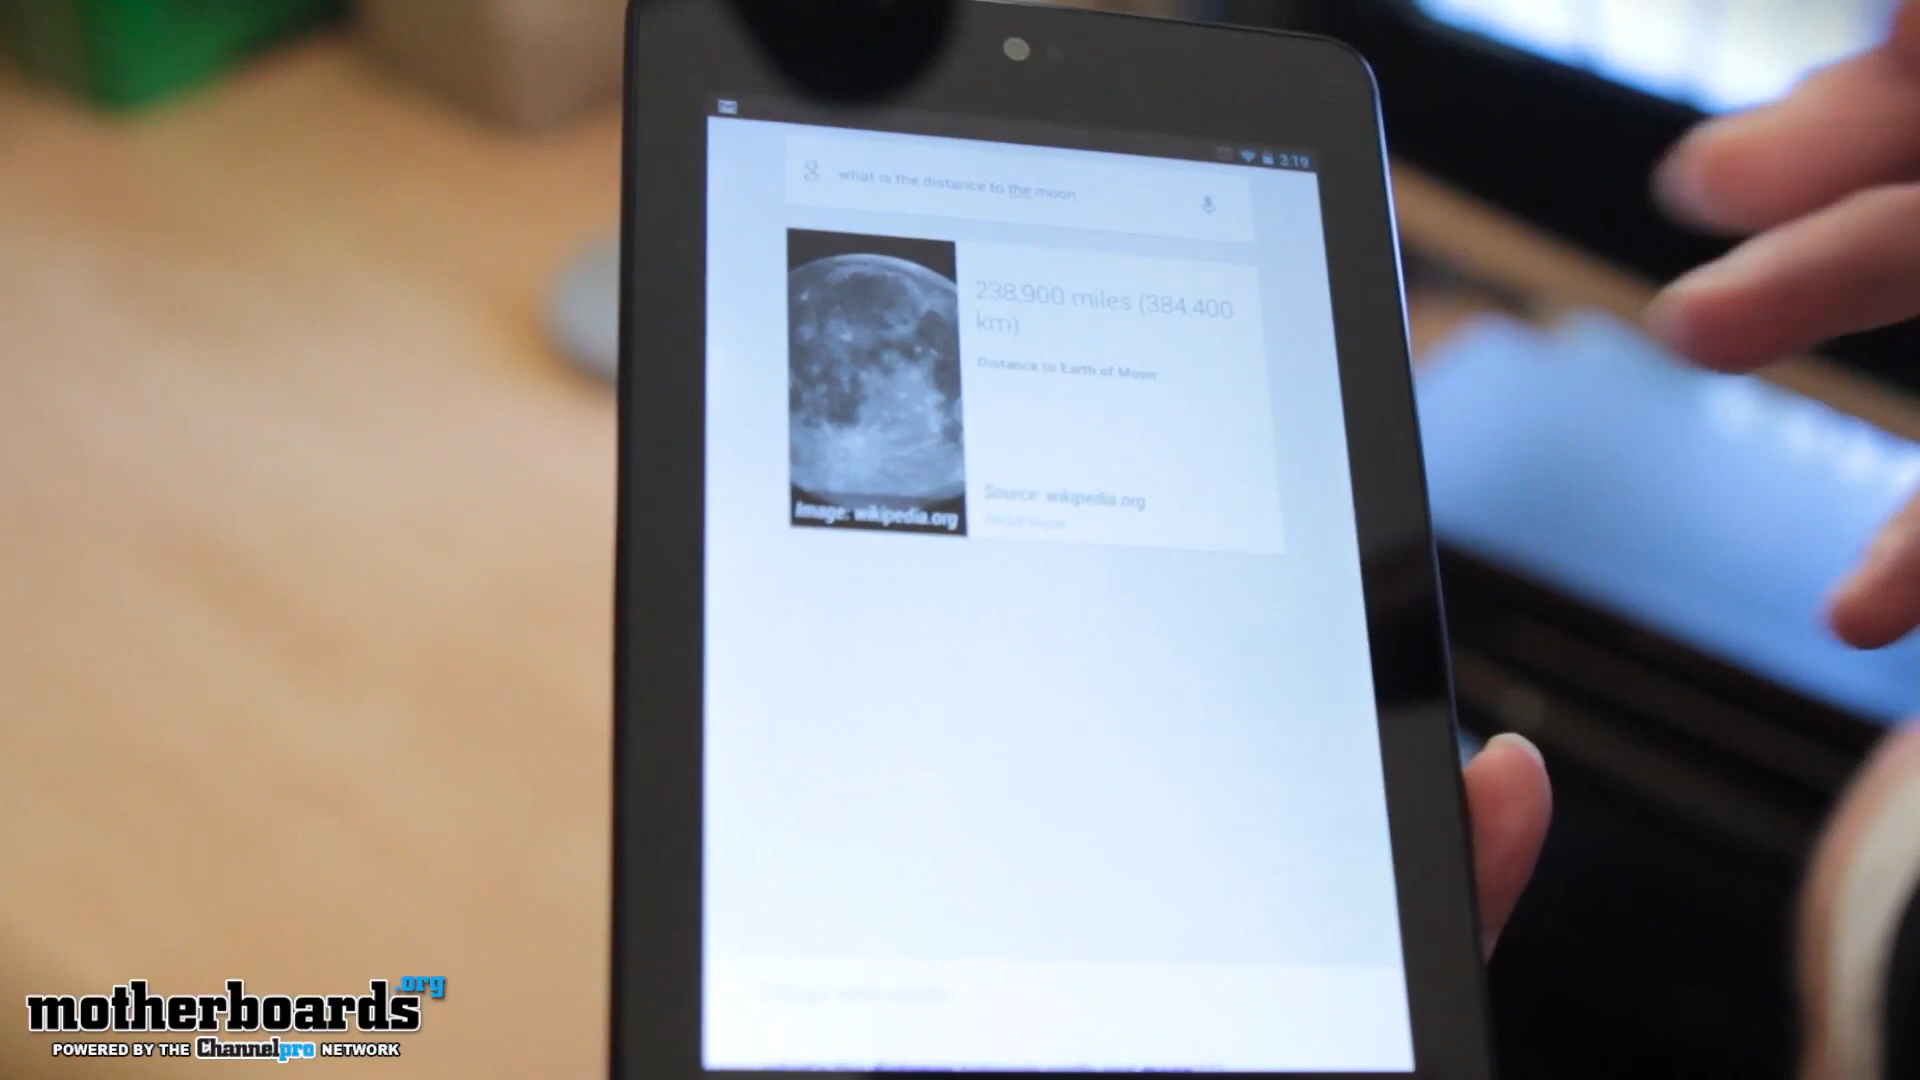 3:19
what is the distance to the moon
238,900 miles (384,400
km)
Distance to Earth of Moon
Source: wikipedia.org
Image: wikipedia.org
motherboards.org
POWERED BY THE Channelpro NETWORK